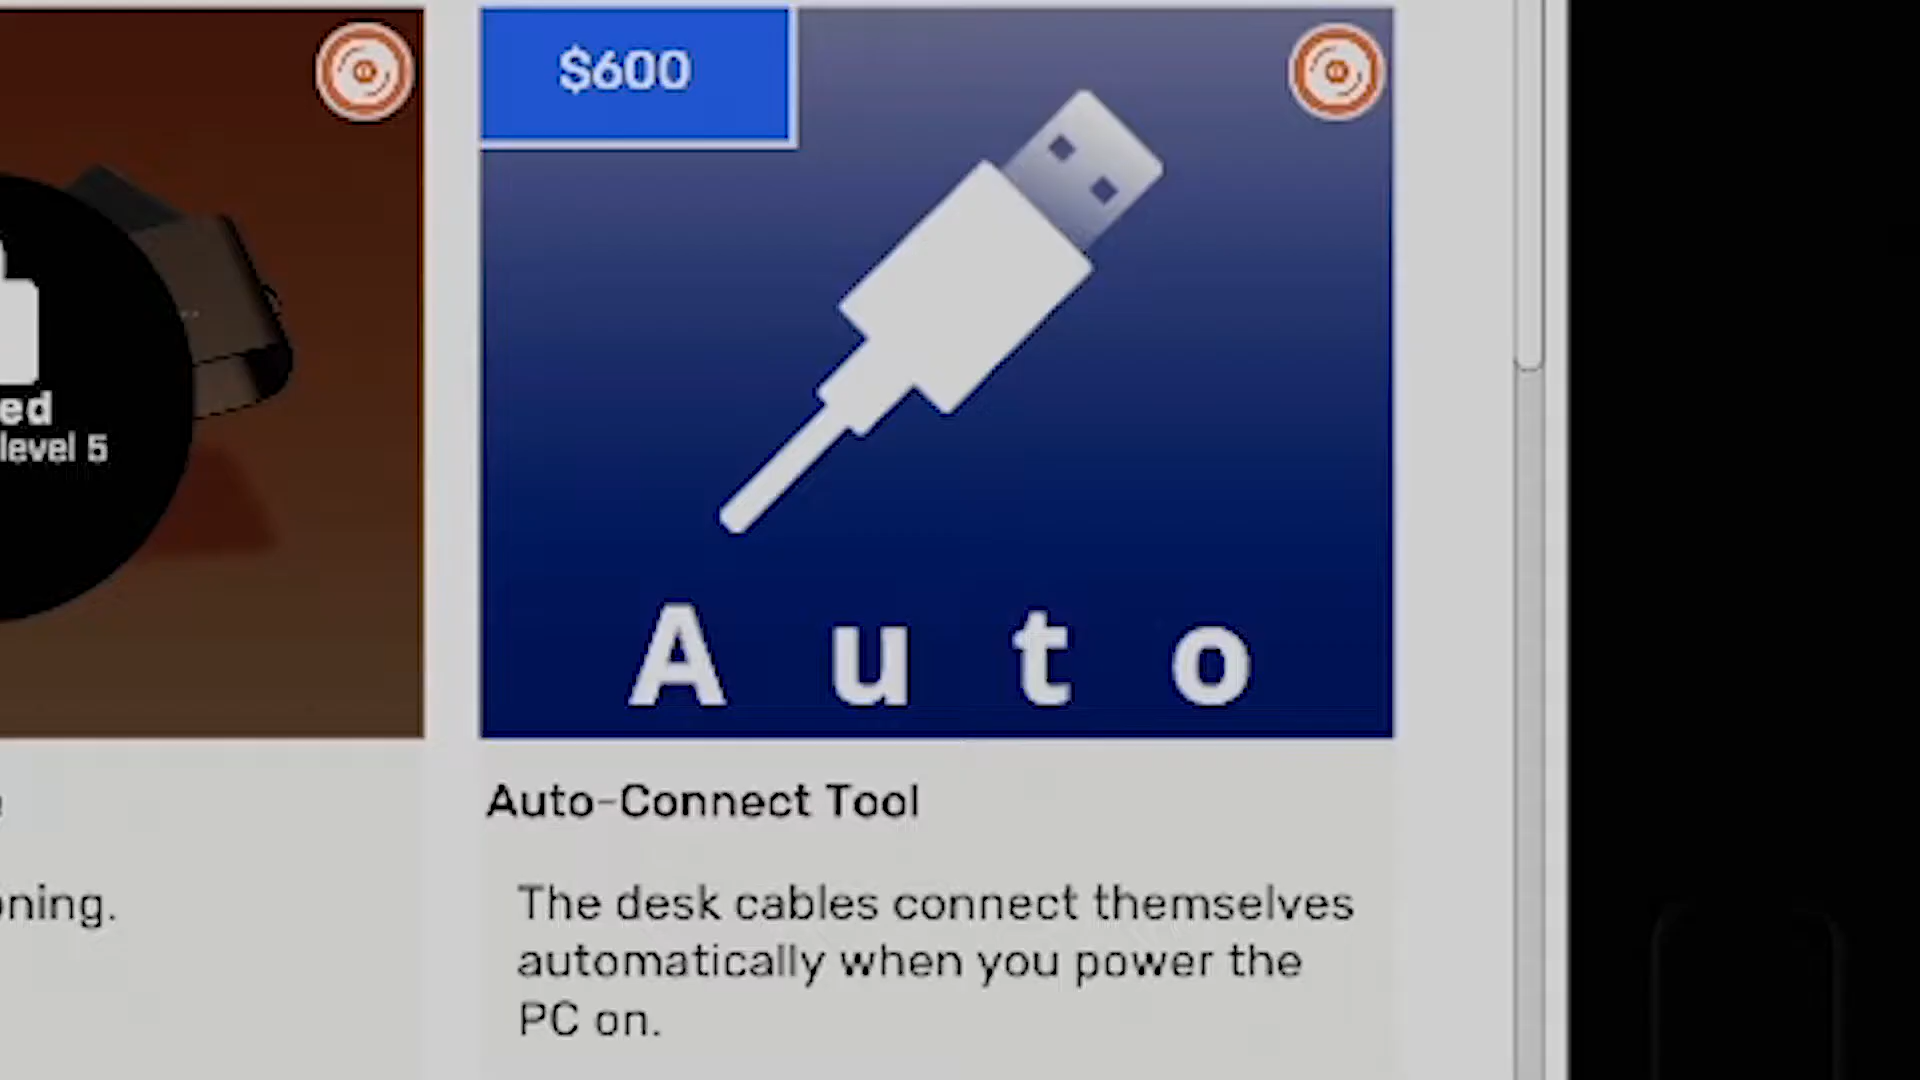 $600
ed
level 5
A u t o
Auto-Connect Tool
ning.
The desk cables connect themselves
automatically when you power the
PC on.